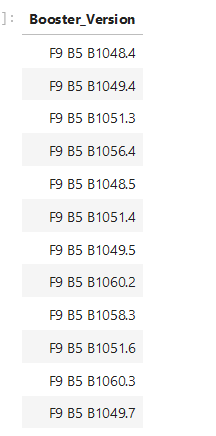 ]:
Booster_Version
F9 B5 B1048.4
F9 B5 B1049.4
F9 B5 B1051.3
F9 B5 B1056.4
F9 B5 B1048.5
F9 B5 B1051.4
F9 B5 B1049.5
F9 B5 B1060.2
F9 B5 B1058.3
F9 B5 B1051.6
F9 B5 B1060.3
F9 B5 B1049.7